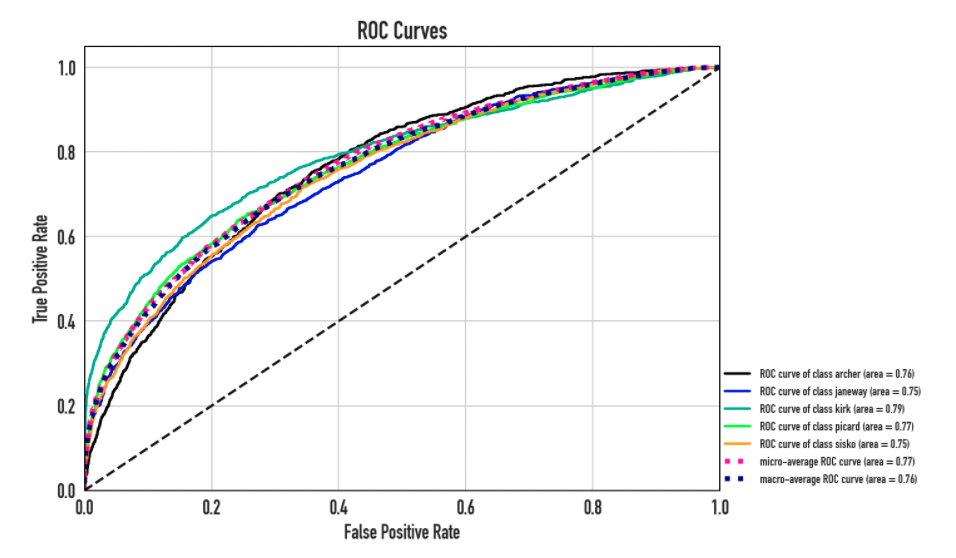 ROC Curves
1.0
0.8
0.6
0.4
0.2
0.0
True Positive Rate
0.0 0.2 0.4 0.6 0.8 1.0
False Positive Rate
ROC curve of class archer (area = 0.76)
ROC curve of class janeway (area = 0.75)
ROC curve of class kirk (area = 0.79)
ROC curve of class picard (area = 0.77)
ROC curve of class sisko (area = 0.75)
micro-average ROC curve (area = 0.77)
macro-average ROC curve (area = 0.76)